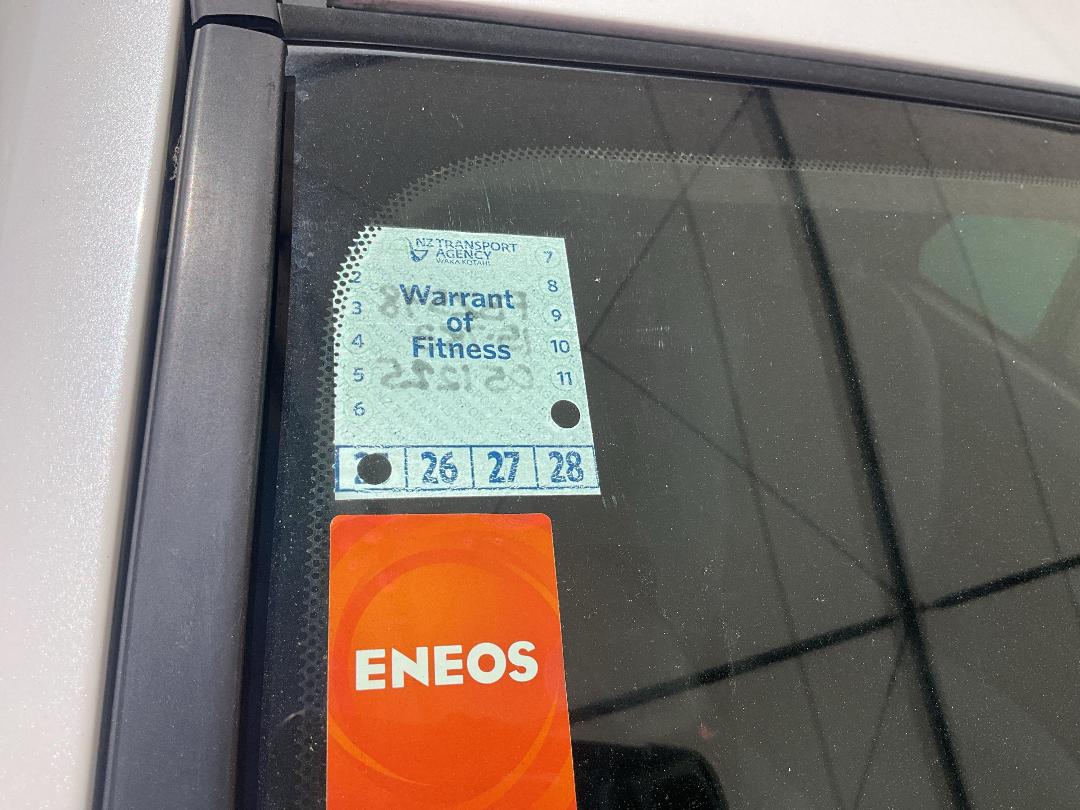 NZ TRANSPORT
AGENCY
WAKA KOTAHI
7
2
8
Warrant
3
9
of
4
10
Fitness
5
11
051225
6
26 27 28
ENEOS